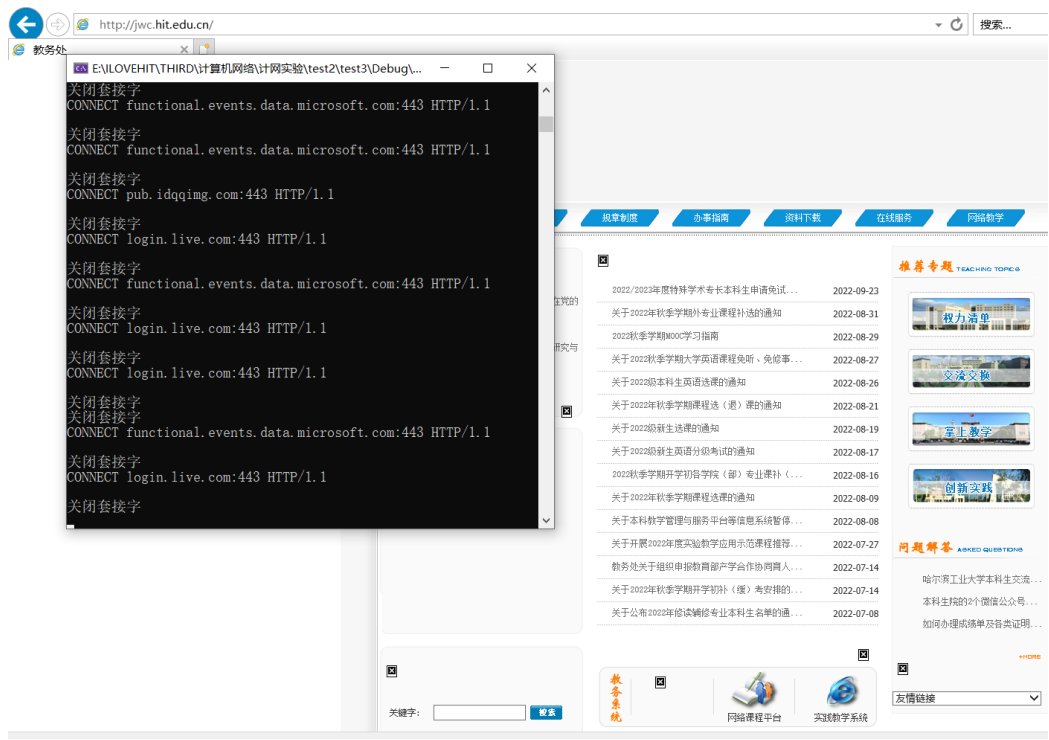 http://jwc.hit.edu.cn/
搜索...
教务处
E:\ILOVEHIT\THIRD\计算机网络\计网实验\test2\test3\Debug\...
关闭套接字
CONNECT functional.events.data.microsoft.com:443 HTTP/1.1
关闭套接字
CONNECT functional.events.data.microsoft.com:443 HTTP/1.1
关闭套接字
CONNECT pub.idqqimg.com:443 HTTP/1.1
关闭套接字
CONNECT login.live.com:443 HTTP/1.1
关闭套接字
CONNECT functional.events.data.microsoft.com:443 HTTP/1.1
关闭套接字
CONNECT login.live.com:443 HTTP/1.1
关闭套接字
CONNECT login.live.com:443 HTTP/1.1
关闭套接字
关闭套接字
CONNECT functional.events.data.microsoft.com:443 HTTP/1.1
关闭套接字
CONNECT login.live.com:443 HTTP/1.1
关闭套接字
规章制度 办事指南 资料下载 在线服务 网络教学
在党的
研究与
2022/2023年度特殊学术专长本科生申请免试... 2022-09-23
关于2022年秋季学期外专业课程补选的通知 2022-08-31
2022秋季学期MOOC学习指南 2022-08-29
关于2022秋季学期大学英语课程免听、免修事... 2022-08-27
关于2022级本科生英语选课的通知 2022-08-26
关于2022年秋季学期课程选（退）课的通知 2022-08-21
关于2022级新生选课的通知 2022-08-19
关于2022级新生英语分级考试的通知 2022-08-17
2022秋季学期开学初各学院（部）专业课补（... 2022-08-16
关于2022年秋季学期课程选课的通知 2022-08-09
关于本科教学管理与服务平台等信息系统暂停... 2022-08-08
关于开展2022年度实验教学应用示范课程推荐... 2022-07-27
教务处关于组织申报教育部产学合作协同育人... 2022-07-14
关于2022年秋季学期开学初补（缓）考安排的... 2022-07-14
关于公布2022年修读辅修专业本科生名单的通... 2022-07-08
推荐专题 TEACHING TOPICS
权力清单
交流交换
掌上教学
创新实践
问题解答 ASKED QUESTIONS
哈尔滨工业大学本科生交流...
本科生院的2个微信公众号...
如何办理成绩单及各类证明...
+MORE
友情链接
关键字:
搜索
教务系统
网络课程平台
实践教学系统